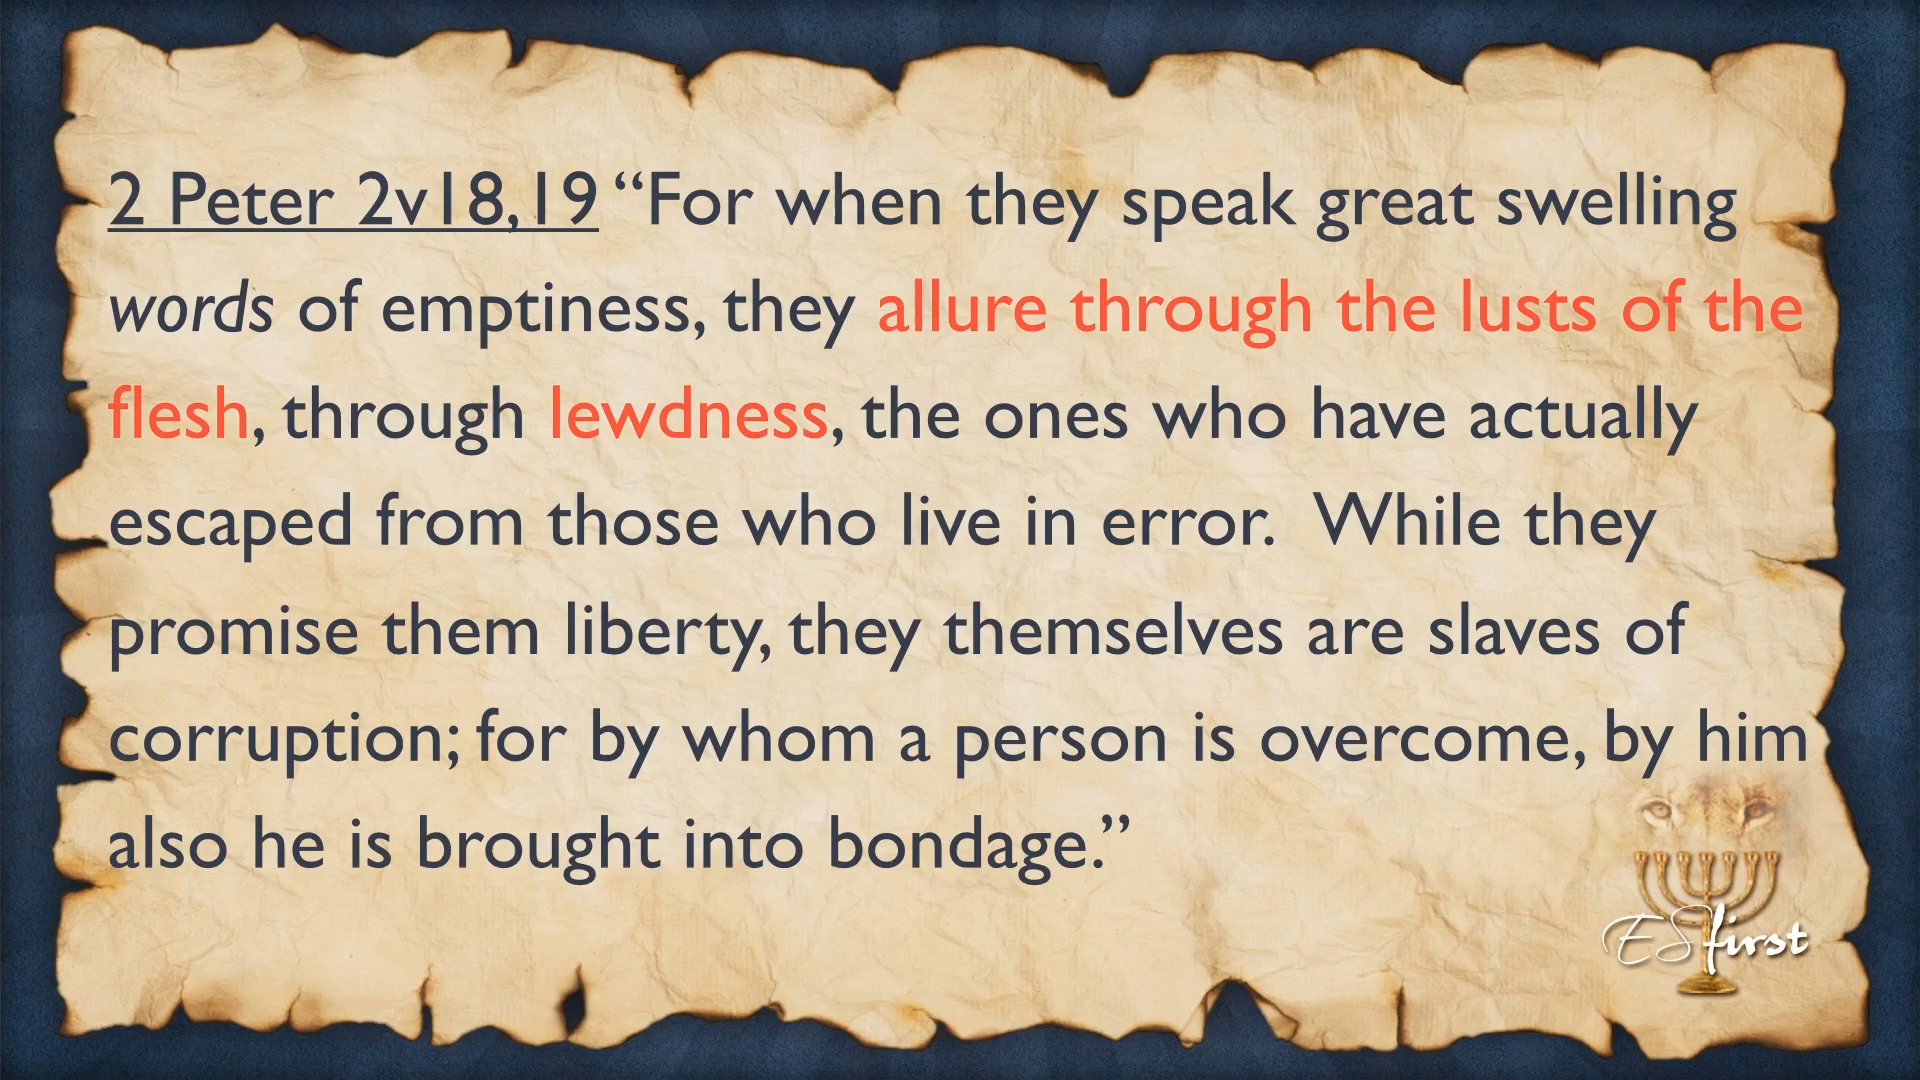 2 Peter 2v18,19 “For when they speak great swelling
words of emptiness, they allure through the lusts of the
flesh, through lewdness, the ones who have actually
escaped from those who live in error.  While they
promise them liberty, they themselves are slaves of
corruption; for by whom a person is overcome, by him
also he is brought into bondage.”
ESfirst